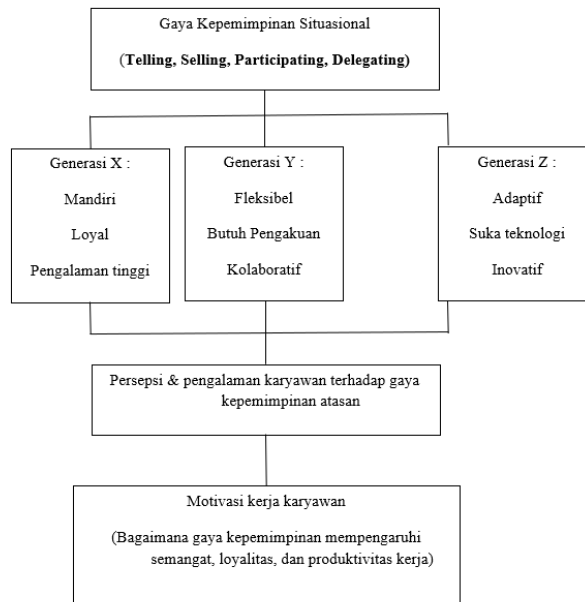 Gaya Kepemimpinan Situasional
(Telling, Selling, Participating, Delegating)
Generasi X :
Mandiri
Loyal
Pengalaman tinggi
Generasi Y :
Fleksibel
Butuh Pengakuan
Kolaboratif
Generasi Z :
Adaptif
Suka teknologi
Inovatif
Persepsi & pengalaman karyawan terhadap gaya
kepemimpinan atasan
Motivasi kerja karyawan
(Bagaimana gaya kepemimpinan mempengaruhi
semangat, loyalitas, dan produktivitas kerja)